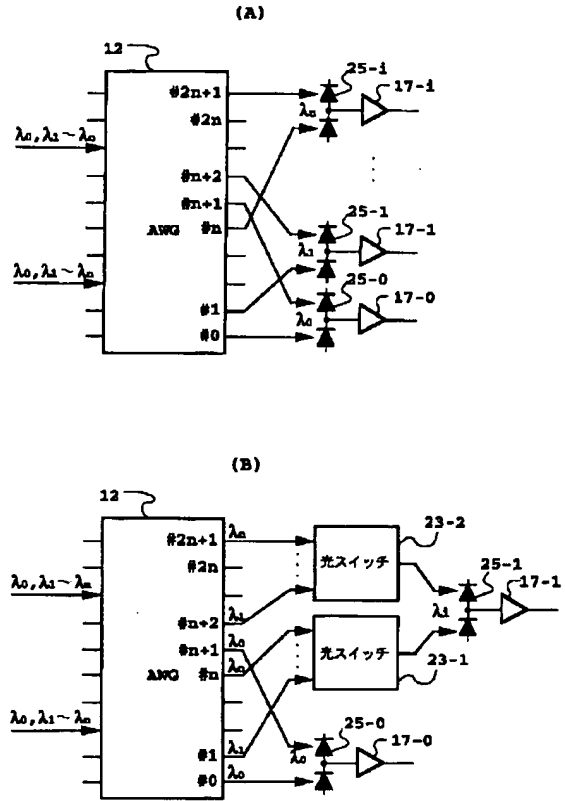 (A)
12
25-i
17-i
#2n+1
λn
#2n
λ0,λ1~λn
#n+2
#n+1
25-1
17-1
AWG
#n
λ1
25-0
17-0
λ0,λ1~λn
#1
λ0
#0
(B)
12
λn
23-2
#2n+1
#2n
光スイッチ
25-1
17-1
λ0,λ1~λn
λ1
λi
#n+2
λ0
#n+1
λn
光スイッチ
AWG
#n
23-1
25-0
17-0
λ0,λ1~λn
λ1
λ0
#1
λ0
#0